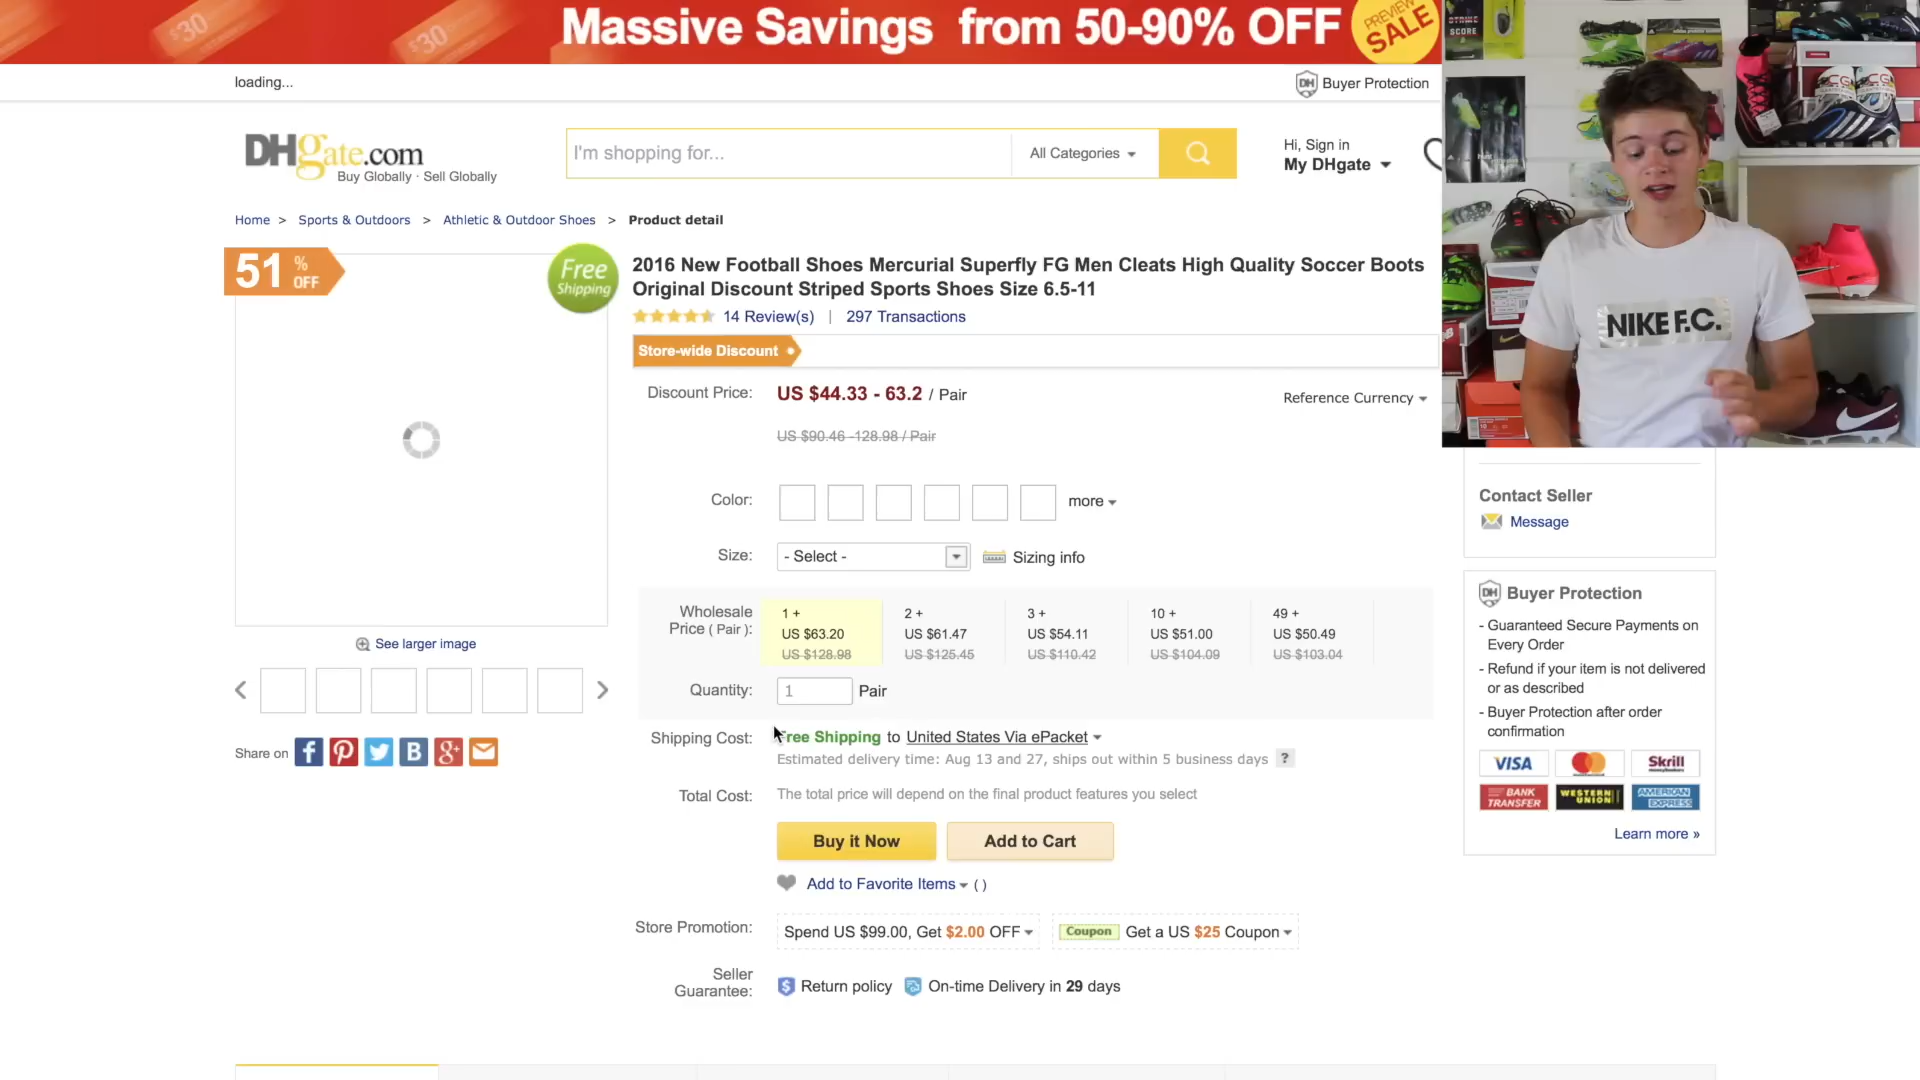 $30
$30
Massive Savings from 50-90% OFF
PREVIEW
SALE
loading...
DH Buyer Protection
DHgate.com
Buy Globally · Sell Globally
I'm shopping for...
All Categories
Hi, Sign in
My DHgate
Home > Sports & Outdoors > Athletic & Outdoor Shoes > Product detail
51 % OFF
Free
Shipping
2016 New Football Shoes Mercurial Superfly FG Men Cleats High Quality Soccer Boots
Original Discount Striped Sports Shoes Size 6.5-11
14 Review(s) | 297 Transactions
Store-wide Discount
Discount Price: US $44.33 - 63.2 / Pair
Reference Currency
US $90.46 -128.98 / Pair
Color: more
Size: - Select - Sizing info
Wholesale
Price ( Pair ):
1 + 2 + 3 + 10 + 49 +
US $63.20 US $61.47 US $54.11 US $51.00 US $50.49
US $128.98 US $125.45 US $110.42 US $104.09 US $103.04
Quantity: 1 Pair
Shipping Cost: Free Shipping to United States Via ePacket
Estimated delivery time: Aug 13 and 27, ships out within 5 business days ?
Total Cost: The total price will depend on the final product features you select
Buy it Now
Add to Cart
Add to Favorite Items ( )
Store Promotion: Spend US $99.00, Get $2.00 OFF
Coupon Get a US $25 Coupon
Seller
Guarantee:
Return policy
On-time Delivery in 29 days
See larger image
Share on
STRIKE
SCORE
NIKE F.C.
Contact Seller
Message
DH Buyer Protection
- Guaranteed Secure Payments on
Every Order
- Refund if your item is not delivered
or as described
- Buyer Protection after order
confirmation
VISA
MasterCard
Skrill
moneybookers
BANK
TRANSFER
WESTERN
UNION
AMERICAN
EXPRESS
Learn more »